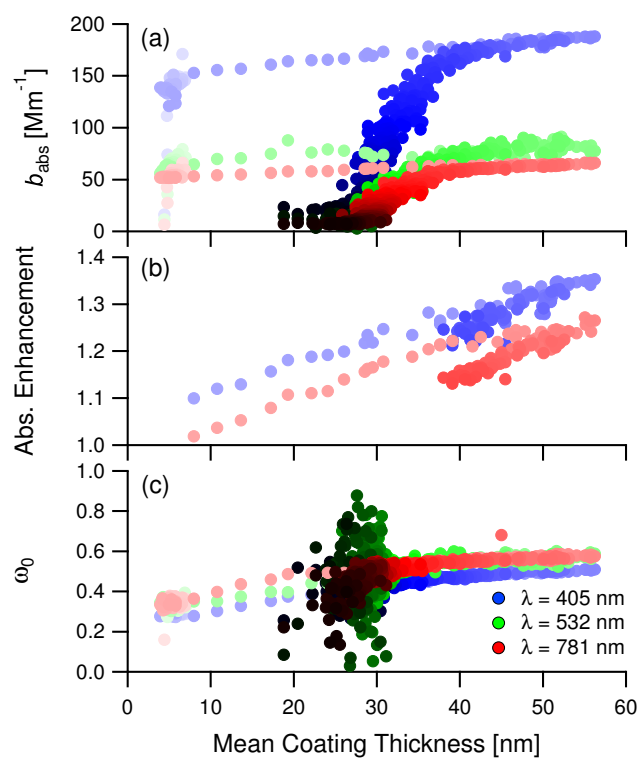 (a)
200
150
100
50
0
b_abs [Mm⁻¹]
(b)
1.4
1.3
1.2
1.1
1.0
Abs. Enhancement
(c)
1.0
0.8
0.6
0.4
0.2
0.0
ω₀
λ = 405 nm
λ = 532 nm
λ = 781 nm
0 10 20 30 40 50 60
Mean Coating Thickness [nm]